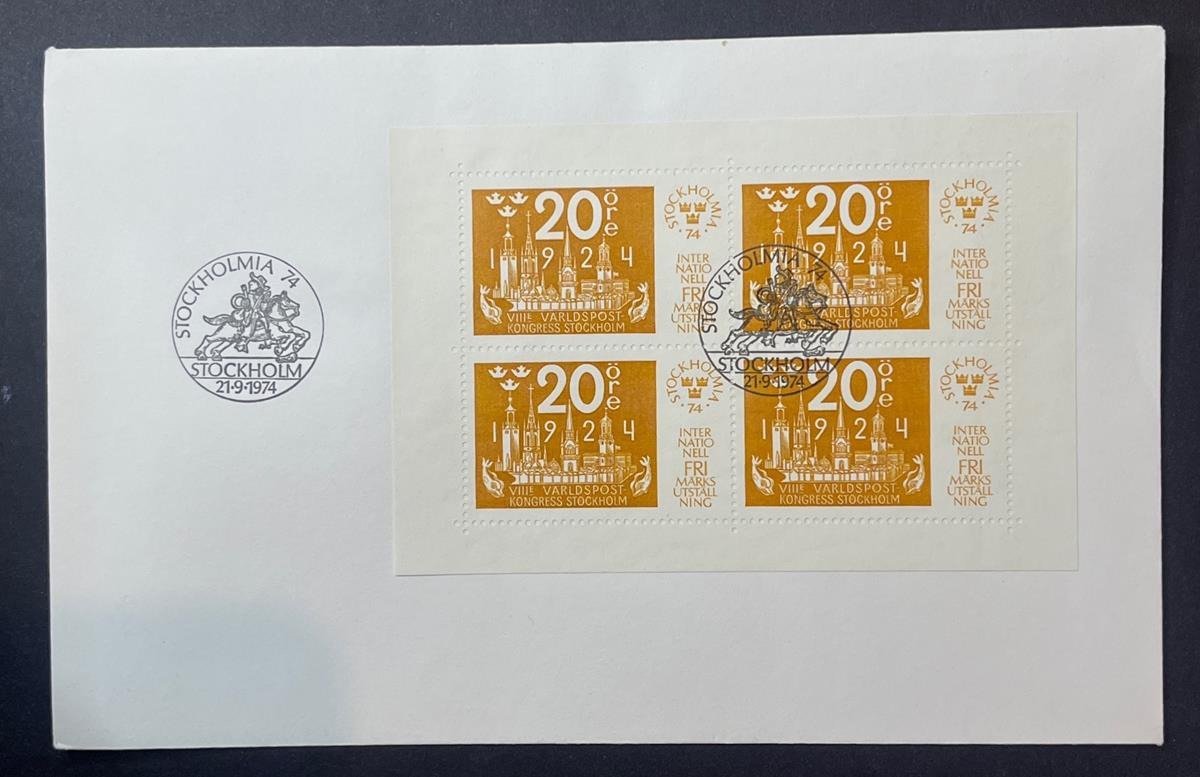 STOCKHOLMIA 74
STOCKHOLM
21·9·1974
20 öre
1924
VIIIE VÄRLDSPOST-
KONGRESS STOCKHOLM
STOCKHOLMIA
· 74 ·
INTER
NATIO
NELL
FRI
MÄRKS
UTSTÄLL
NING
20 öre
1924
VÄRLDSPOST-
KONGRESS STOCKHOLM
STOCKHOLMIA
· 74 ·
INTER
NATIO
NELL
FRI
MÄRKS
UTSTÄLL
NING
STOCKHOLMIA 74
STOCKHOLM
21·9·1974
20 öre
1924
VIIIE VÄRLDSPOST-
KONGRESS STOCKHOLM
STOCKHOLMIA
· 74 ·
INTER
NATIO
NELL
FRI
MÄRKS
UTSTÄLL
NING
20 öre
1924
VIIIE VÄRLDSPOST-
KONGRESS STOCKHOLM
STOCKHOLMIA
· 74 ·
INTER
NATIO
NELL
FRI
MÄRKS
UTSTÄLL
NING